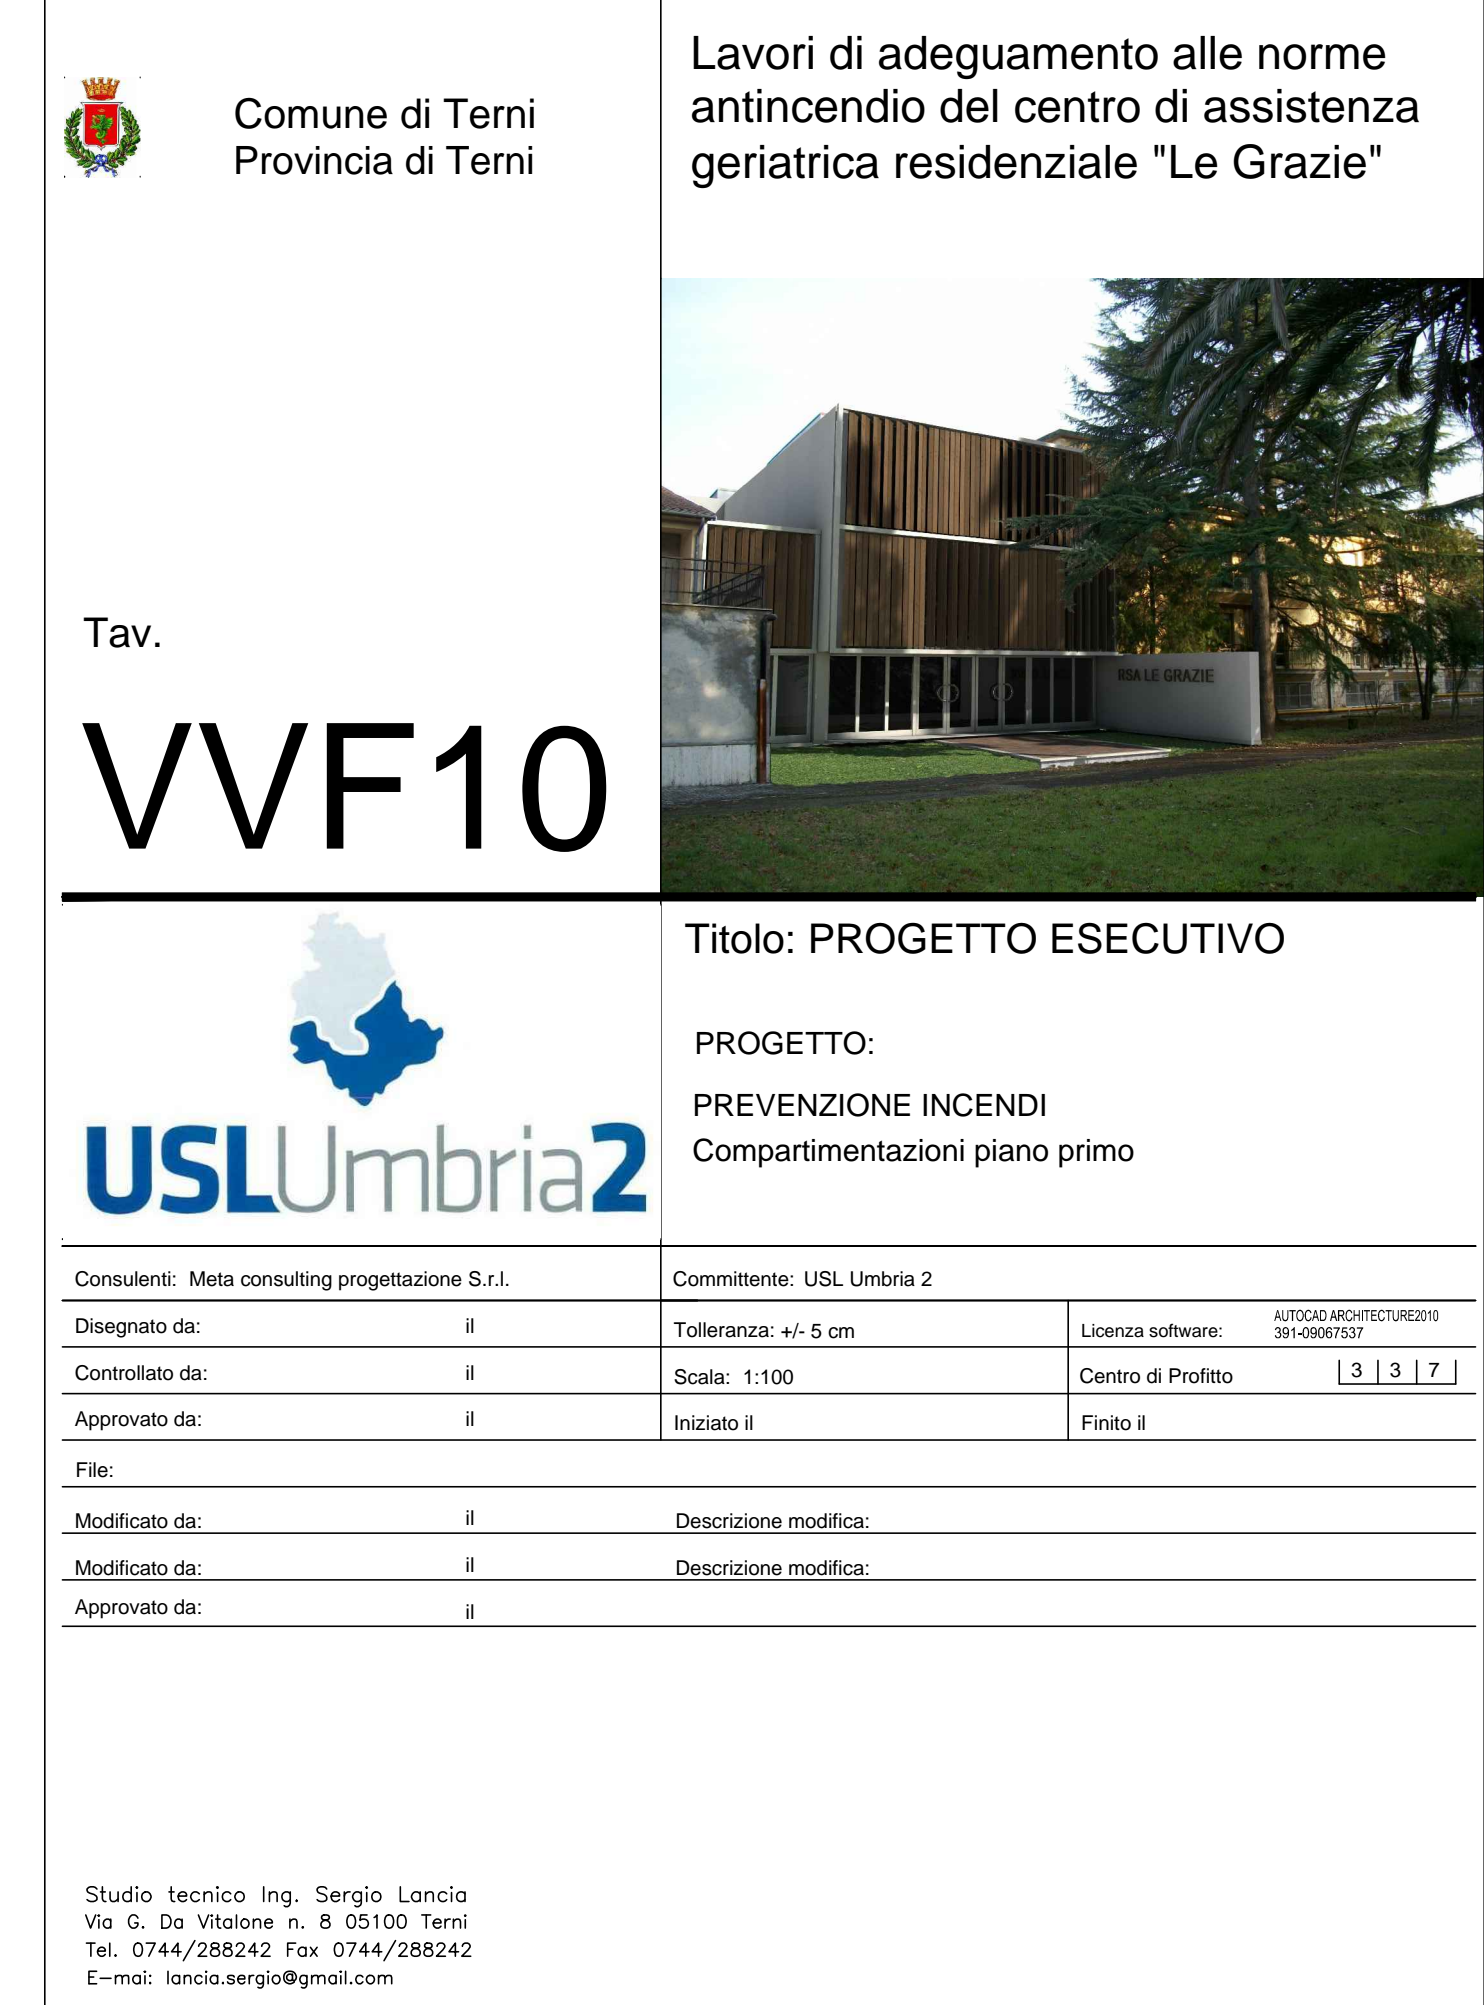 Comune di Terni
Provincia di Terni
Lavori di adeguamento alle norme
antincendio del centro di assistenza
geriatrica residenziale "Le Grazie"
RSA LE GRAZIE
Tav.
VVF10
USLUmbria2
Titolo: PROGETTO ESECUTIVO
PROGETTO:
PREVENZIONE INCENDI
Compartimentazioni piano primo
Consulenti: Meta consulting progettazione S.r.l.
Committente: USL Umbria 2
Disegnato da: il
Tolleranza: +/- 5 cm
Licenza software: AUTOCAD ARCHITECTURE2010
391-09067537
Controllato da: il
Scala: 1:100
Centro di Profitto 3 3 7
Approvato da: il
Iniziato il
Finito il
File:
Modificato da: il Descrizione modifica:
Modificato da: il Descrizione modifica:
Approvato da: il
Studio tecnico Ing. Sergio Lancia
Via G. Da Vitalone n. 8 05100 Terni
Tel. 0744/288242 Fax 0744/288242
E-mai: lancia.sergio@gmail.com